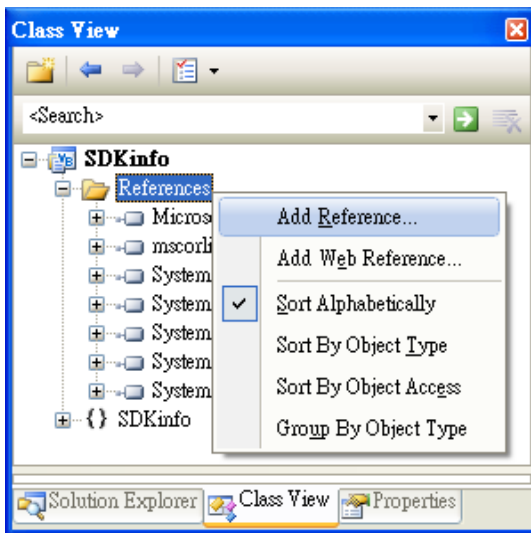 Class View
<Search>
VB SDKinfo
References
Micros
mscorli
System
System
System
System
System
{} SDKinfo
Add Reference...
Add Web Reference...
Sort Alphabetically
Sort By Object Type
Sort By Object Access
Group By Object Type
Solution Explorer Class View Properties